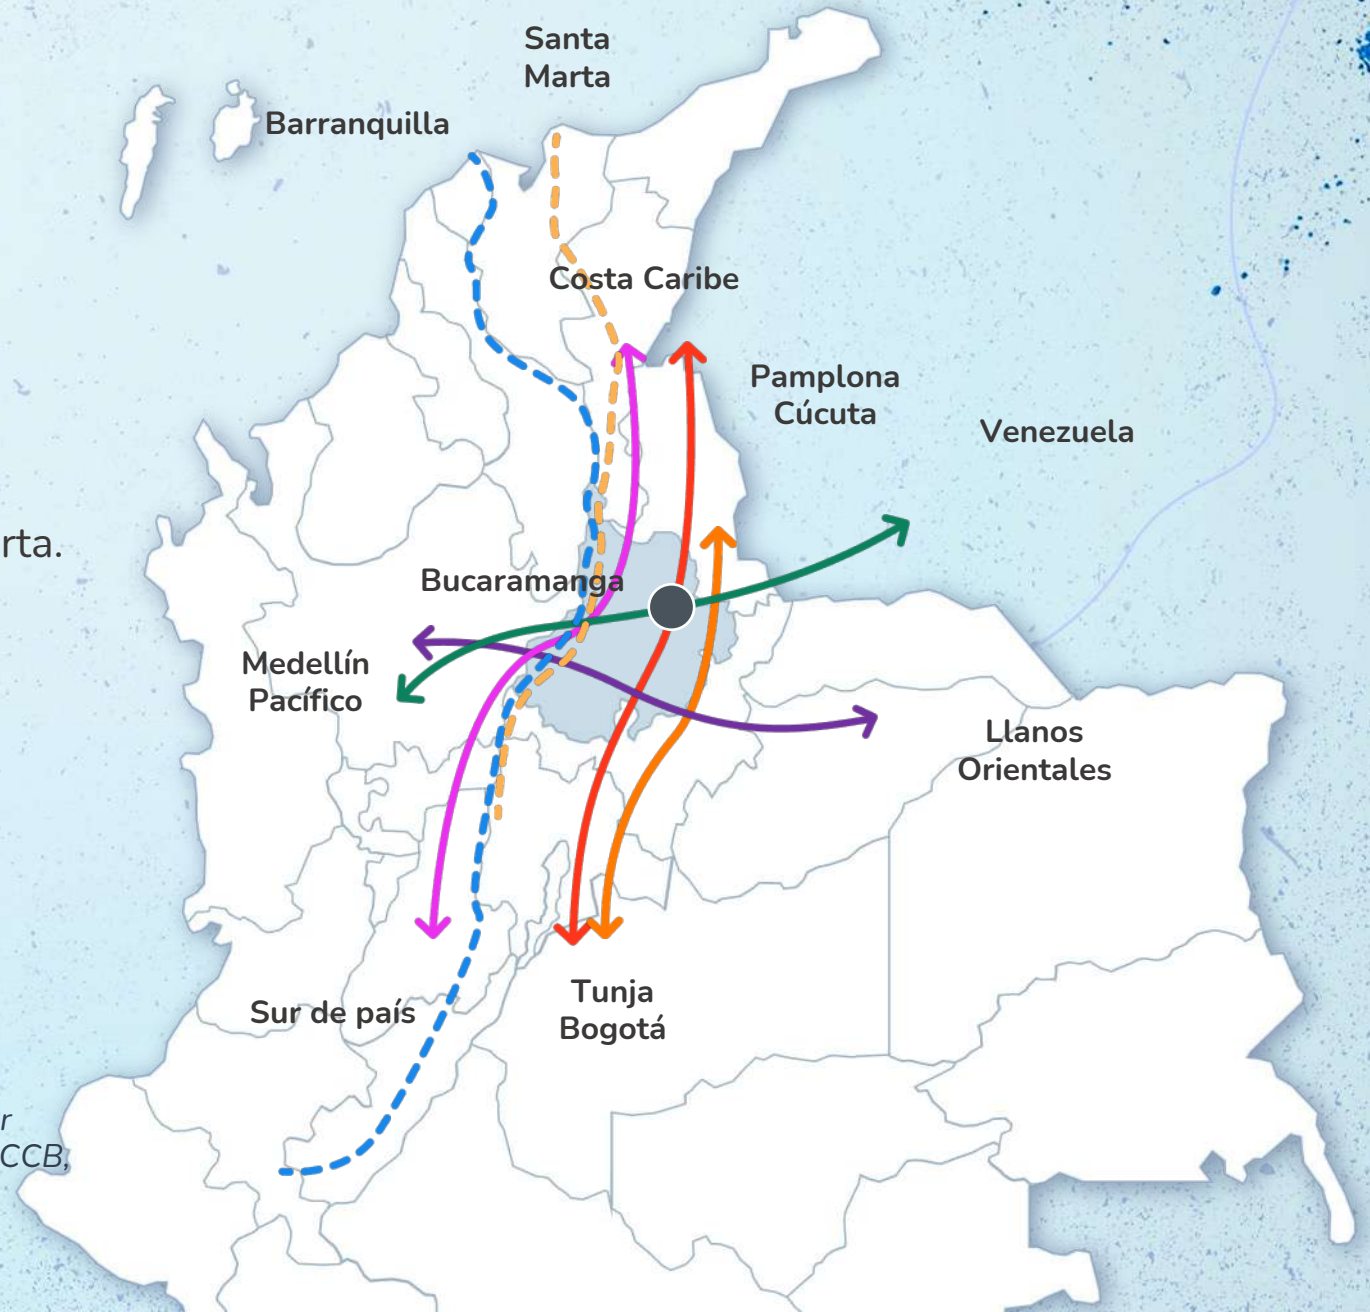 Santa
Marta
Barranquilla
Costa Caribe
Pamplona
Cúcuta
Venezuela
rta.
Bucaramanga
Medellín
Pacífico
Llanos
Orientales
Tunja
Bogotá
Sur de país
r
CCB,